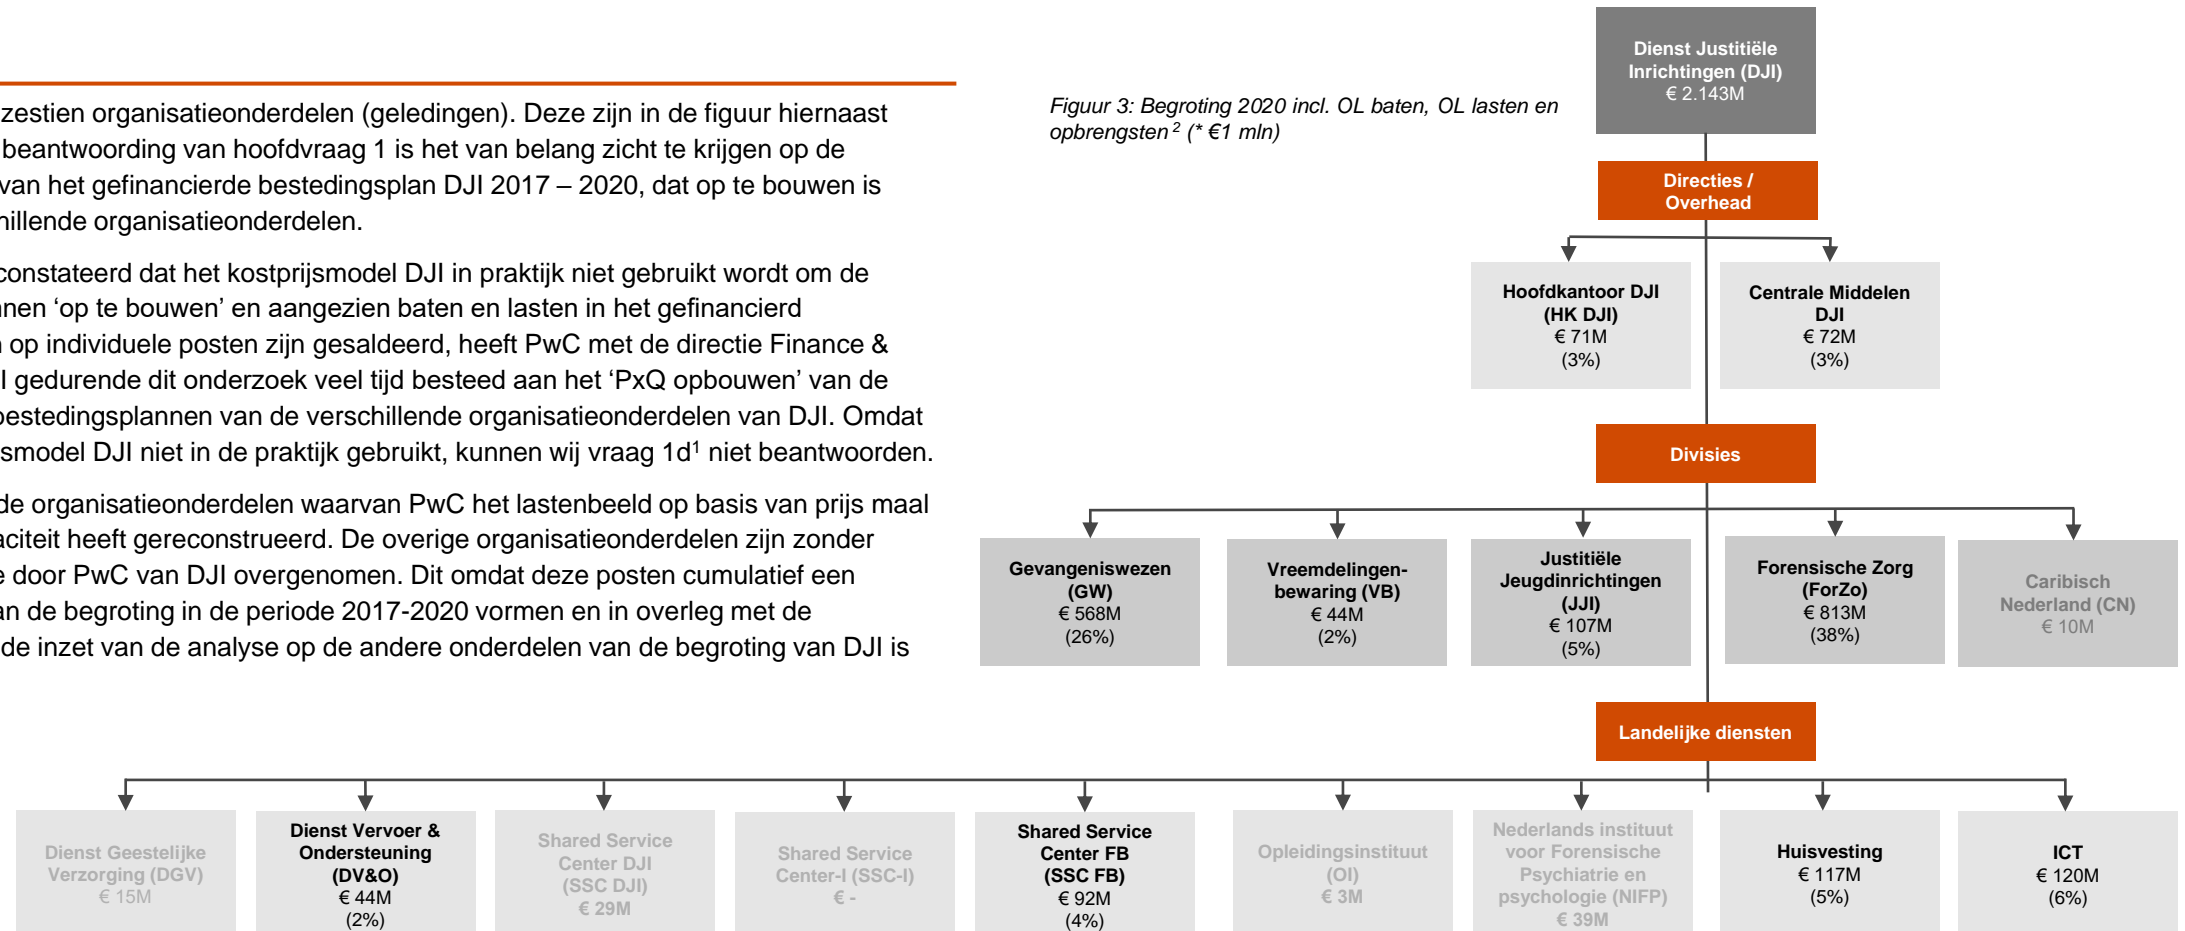 zestien organisatieonderdelen (geledingen). Deze zijn in de figuur hiernaast
beantwoording van hoofdvraag 1 is het van belang zicht te krijgen op de
van het gefinancierde bestedingsplan DJI 2017 – 2020, dat op te bouwen is
hillende organisatieonderdelen.
constateerd dat het kostprijsmodel DJI in praktijk niet gebruikt wordt om de
nnen ‘op te bouwen’ en aangezien baten en lasten in het gefinancierd
op individuele posten zijn gesaldeerd, heeft PwC met de directie Finance &
I gedurende dit onderzoek veel tijd besteed aan het ‘PxQ opbouwen’ van de
bestedingsplannen van de verschillende organisatieonderdelen van DJI. Omdat
smodel DJI niet in de praktijk gebruikt, kunnen wij vraag 1d¹ niet beantwoorden.
de organisatieonderdelen waarvan PwC het lastenbeeld op basis van prijs maal
aciteit heeft gereconstrueerd. De overige organisatieonderdelen zijn zonder
e door PwC van DJI overgenomen. Dit omdat deze posten cumulatief een
an de begroting in de periode 2017-2020 vormen en in overleg met de
de inzet van de analyse op de andere onderdelen van de begroting van DJI is
Figuur 3: Begroting 2020 incl. OL baten, OL lasten en
opbrengsten ² (* €1 mln)
Dienst Justitiële
Inrichtingen (DJI)
€ 2.143M
Directies /
Overhead
Hoofdkantoor DJI
(HK DJI)
€ 71M
(3%)
Centrale Middelen
DJI
€ 72M
(3%)
Divisies
Gevangeniswezen
(GW)
€ 568M
(26%)
Vreemdelingen-
bewaring (VB)
€ 44M
(2%)
Justitiële
Jeugdinrichtingen
(JJI)
€ 107M
(5%)
Forensische Zorg
(ForZo)
€ 813M
(38%)
Caribisch
Nederland (CN)
€ 10M
Landelijke diensten
Dienst Geestelijke
Verzorging (DGV)
€ 15M
Dienst Vervoer &
Ondersteuning
(DV&O)
€ 44M
(2%)
Shared Service
Center DJI
(SSC DJI)
€ 29M
Shared Service
Center-I (SSC-I)
€ -
Shared Service
Center FB
(SSC FB)
€ 92M
(4%)
Opleidingsinstituut
(OI)
€ 3M
Nederlands instituut
voor Forensische
Psychiatrie en
psychologie (NIFP)
€ 39M
Huisvesting
€ 117M
(5%)
ICT
€ 120M
(6%)